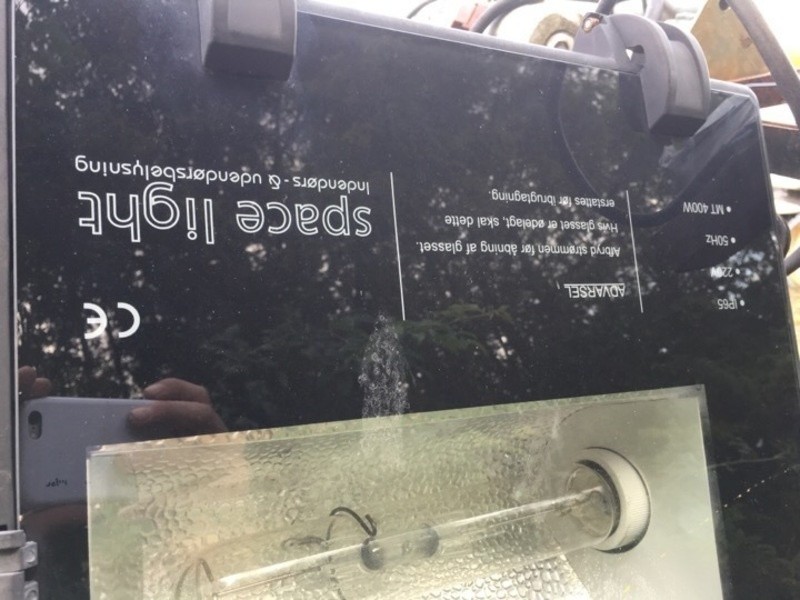 space light
Indendørs- & udendørsbelysning
ADVARSEL
Afbryd strømmen før åbning af glasset.
Hvis glasset er ødelagt, skal dette
erstattes før ibrugtagning.
• IP65
• 50Hz
• MT 400W
CE